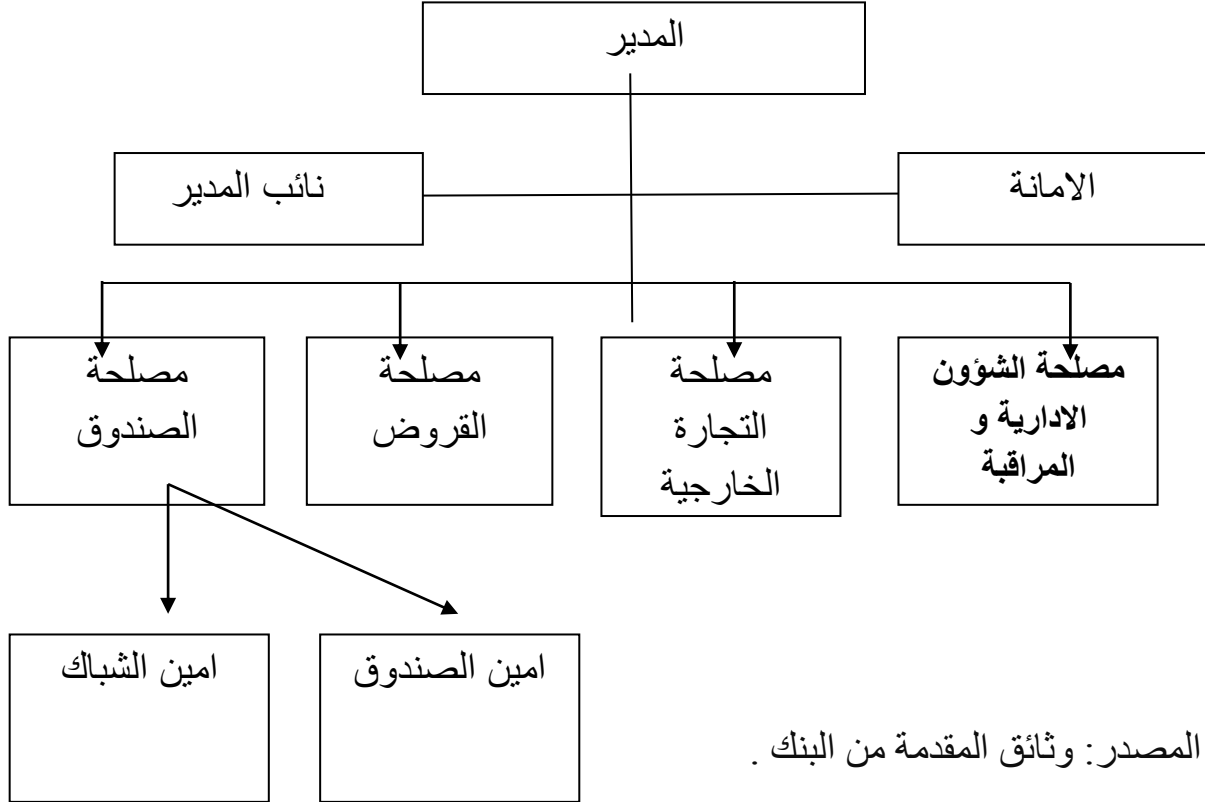 المدير
الامانة
نائب المدير
مصلحة الشؤون
الادارية و
المراقبة
مصلحة
التجارة
الخارجية
مصلحة
القروض
مصلحة
الصندوق
امين الصندوق
امين الشباك
المصدر: وثائق المقدمة من البنك .